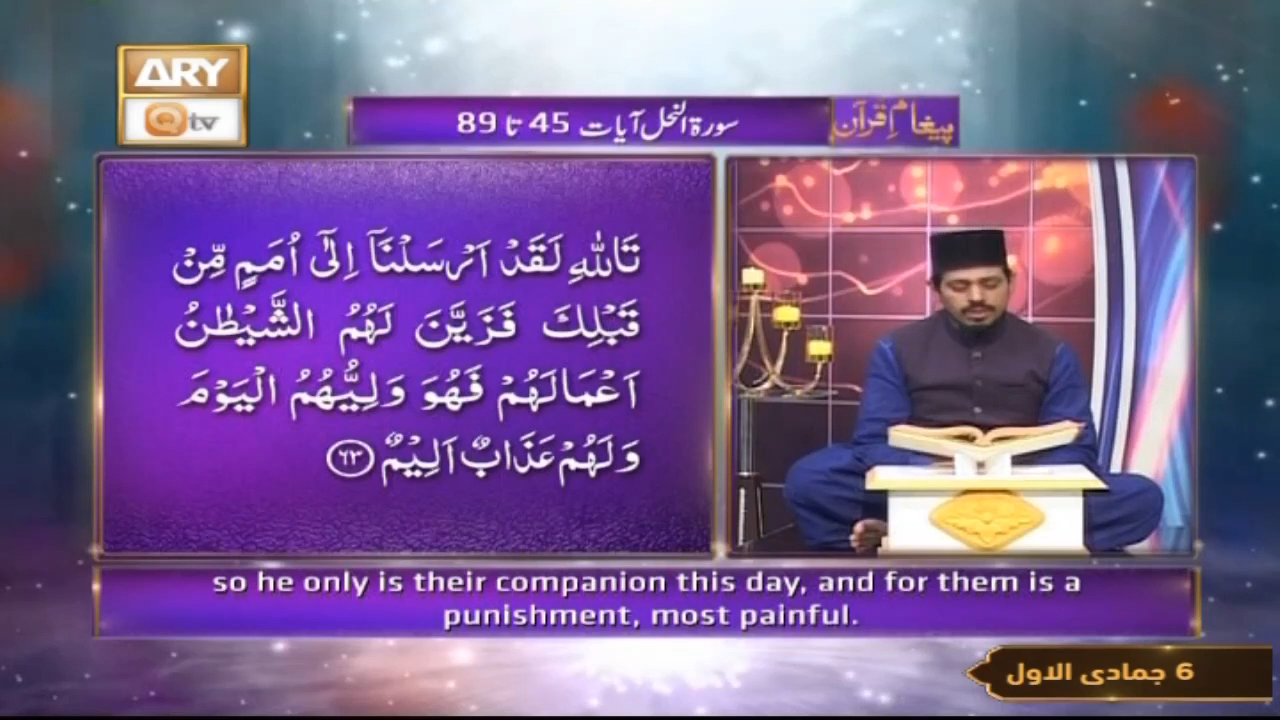 ARY
Qtv
پیغامِ قرآن
سورۃ النحل آیات 45 تا 89
تَاللّٰهِ لَقَدْ اَرْسَلْنَاۤ اِلٰۤى اُمَمٍ مِّنْ
قَبْلِكَ فَزَیَّنَ لَهُمُ الشَّیْطٰنُ
اَعْمَالَهُمْ فَهُوَ وَلِیُّهُمُ الْیَوْمَ
وَلَهُمْ عَذَابٌ اَلِیْمٌ ﴿۶۳﴾
so he only is their companion this day, and for them is a
punishment, most painful.
6 جمادی الاول